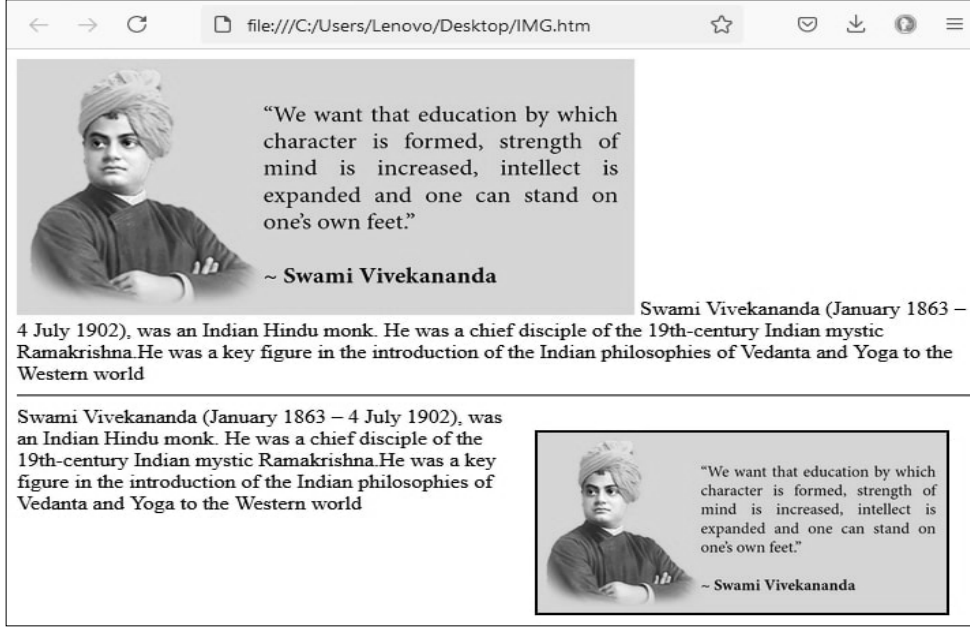 file:///C:/Users/Lenovo/Desktop/IMG.htm
“We want that education by which
character is formed, strength of
mind is increased, intellect is
expanded and one can stand on
one’s own feet.”
~ Swami Vivekananda
Swami Vivekananda (January 1863 –
4 July 1902), was an Indian Hindu monk. He was a chief disciple of the 19th-century Indian mystic
Ramakrishna.He was a key figure in the introduction of the Indian philosophies of Vedanta and Yoga to the
Western world
Swami Vivekananda (January 1863 – 4 July 1902), was
an Indian Hindu monk. He was a chief disciple of the
19th-century Indian mystic Ramakrishna.He was a key
figure in the introduction of the Indian philosophies of
Vedanta and Yoga to the Western world
“We want that education by which
character is formed, strength of
mind is increased, intellect is
expanded and one can stand on
one’s own feet.”
~ Swami Vivekananda